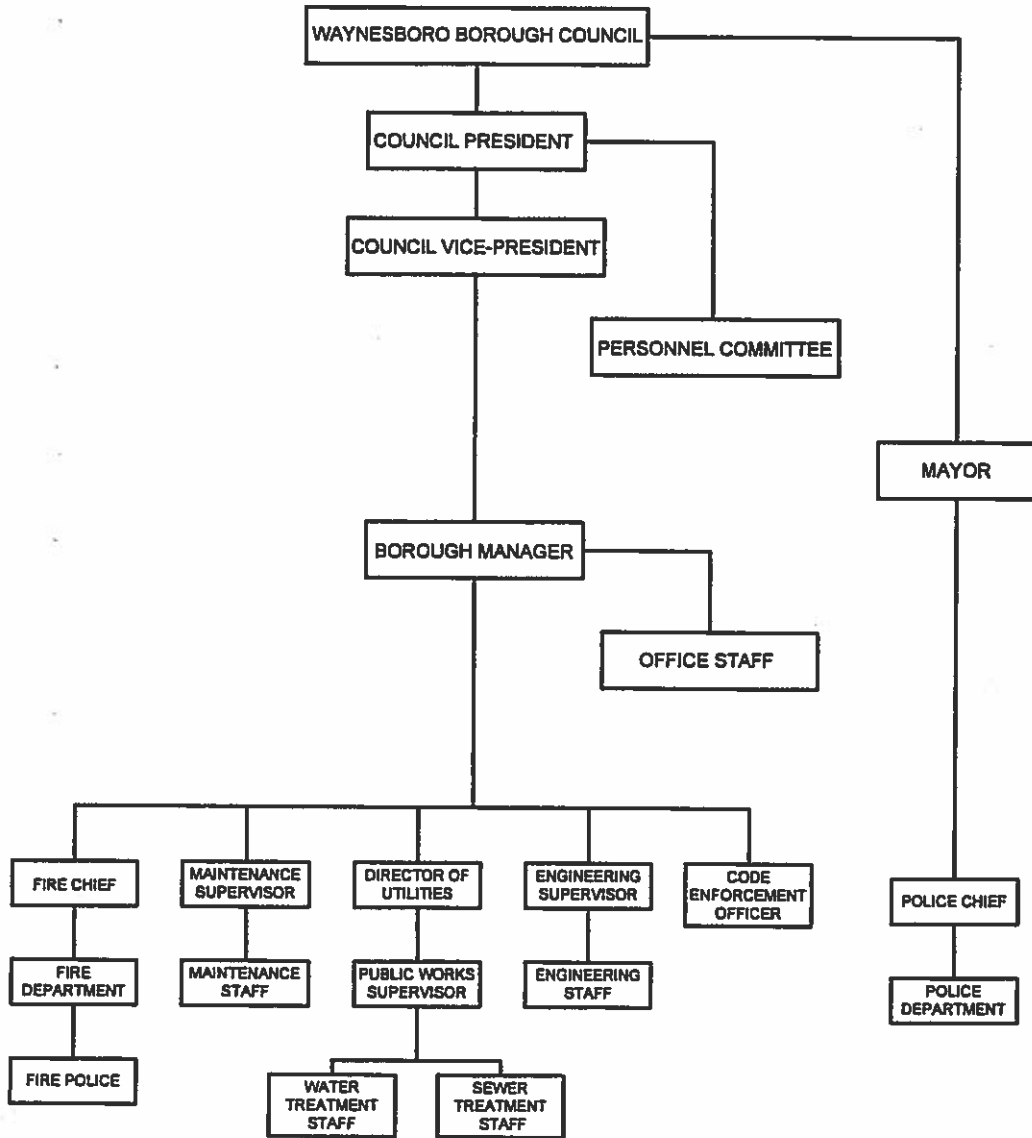 WAYNESBORO BOROUGH COUNCIL
COUNCIL PRESIDENT
COUNCIL VICE-PRESIDENT
PERSONNEL COMMITTEE
MAYOR
BOROUGH MANAGER
OFFICE STAFF
FIRE CHIEF
MAINTENANCE
SUPERVISOR
DIRECTOR OF
UTILITIES
ENGINEERING
SUPERVISOR
CODE
ENFORCEMENT
OFFICER
POLICE CHIEF
FIRE
DEPARTMENT
MAINTENANCE
STAFF
PUBLIC WORKS
SUPERVISOR
ENGINEERING
STAFF
POLICE
DEPARTMENT
FIRE POLICE
WATER
TREATMENT
STAFF
SEWER
TREATMENT
STAFF